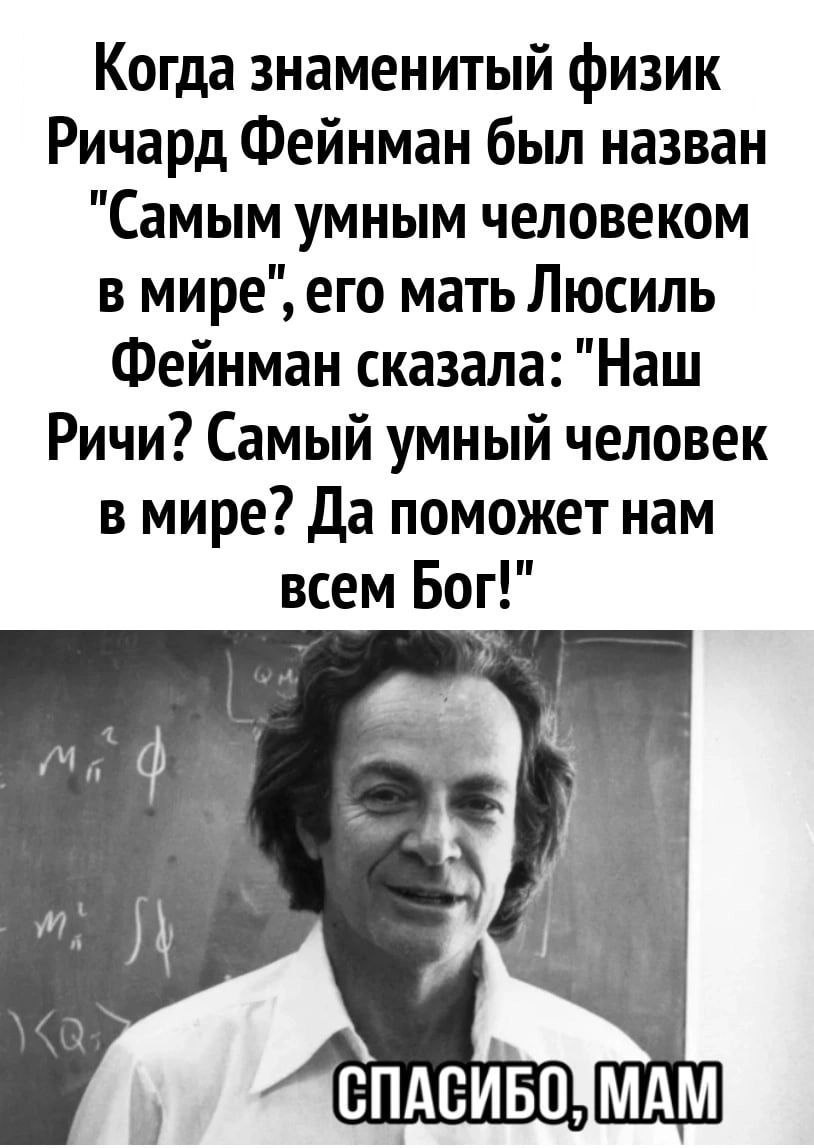 Когда знаменитый физик
Ричард Фейнман был назван
"Самым умным человеком
в мире", его мать Люсиль
Фейнман сказала: "Наш
Ричи? Самый умный человек
в мире? Да поможет нам
всем Бог!"
m²π ϕ
СПАСИБО, МАМ